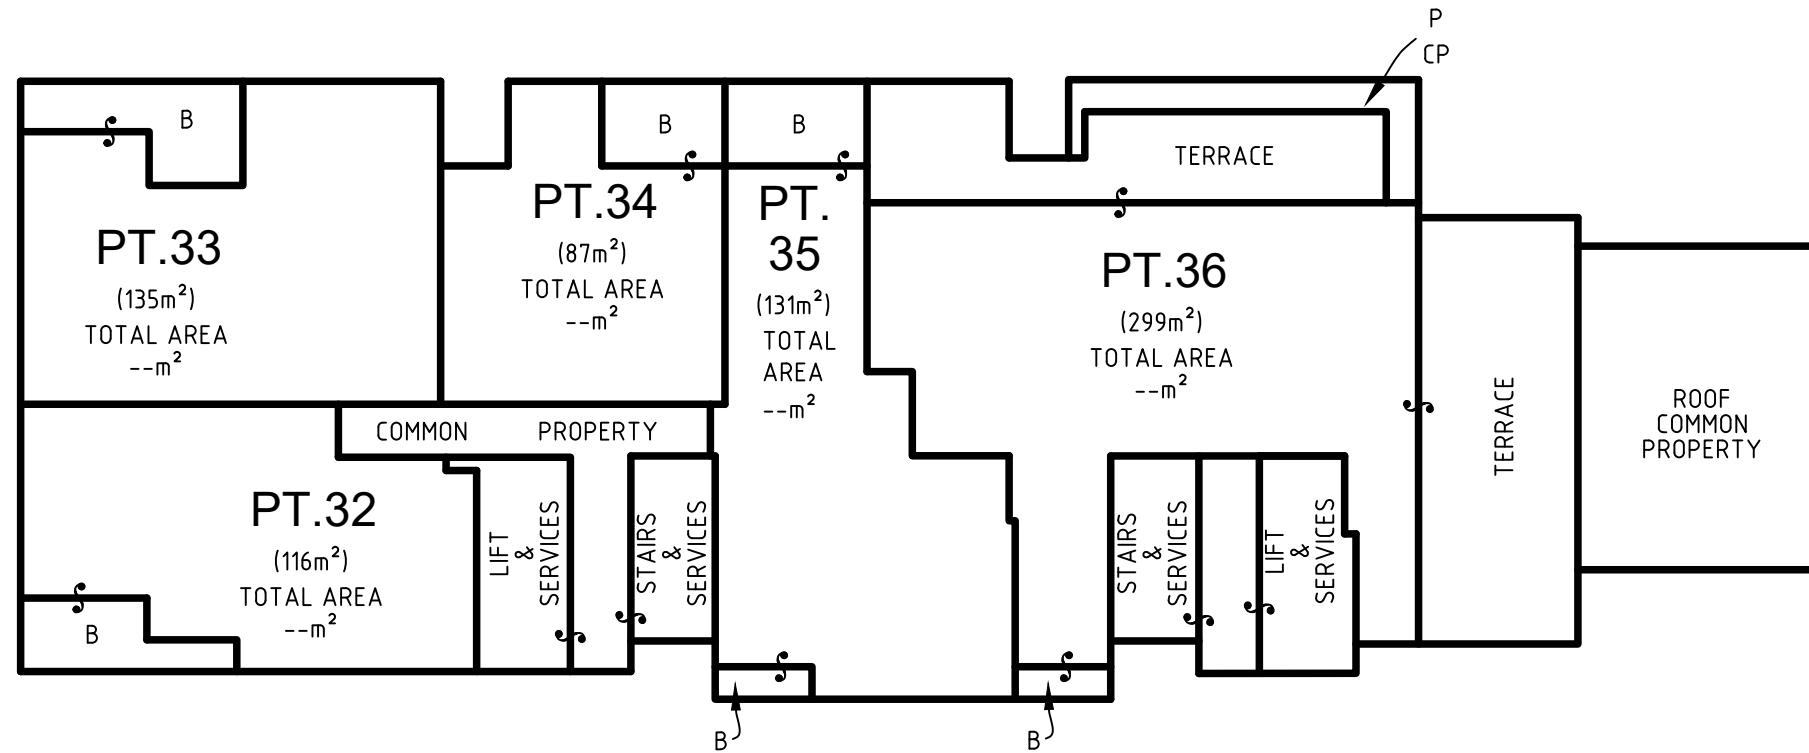 P
CP
B
B
B
TERRACE
PT.33
(135m²)
TOTAL AREA
--m²
PT.34
(87m²)
TOTAL AREA
--m²
PT.
35
(131m²)
TOTAL
AREA
--m²
PT.36
(299m²)
TOTAL AREA
--m²
TERRACE
ROOF
COMMON
PROPERTY
COMMON PROPERTY
PT.32
(116m²)
TOTAL AREA
--m²
B
LIFT
&
SERVICES
STAIRS
&
SERVICES
STAIRS
&
SERVICES
LIFT
&
SERVICES
B
B